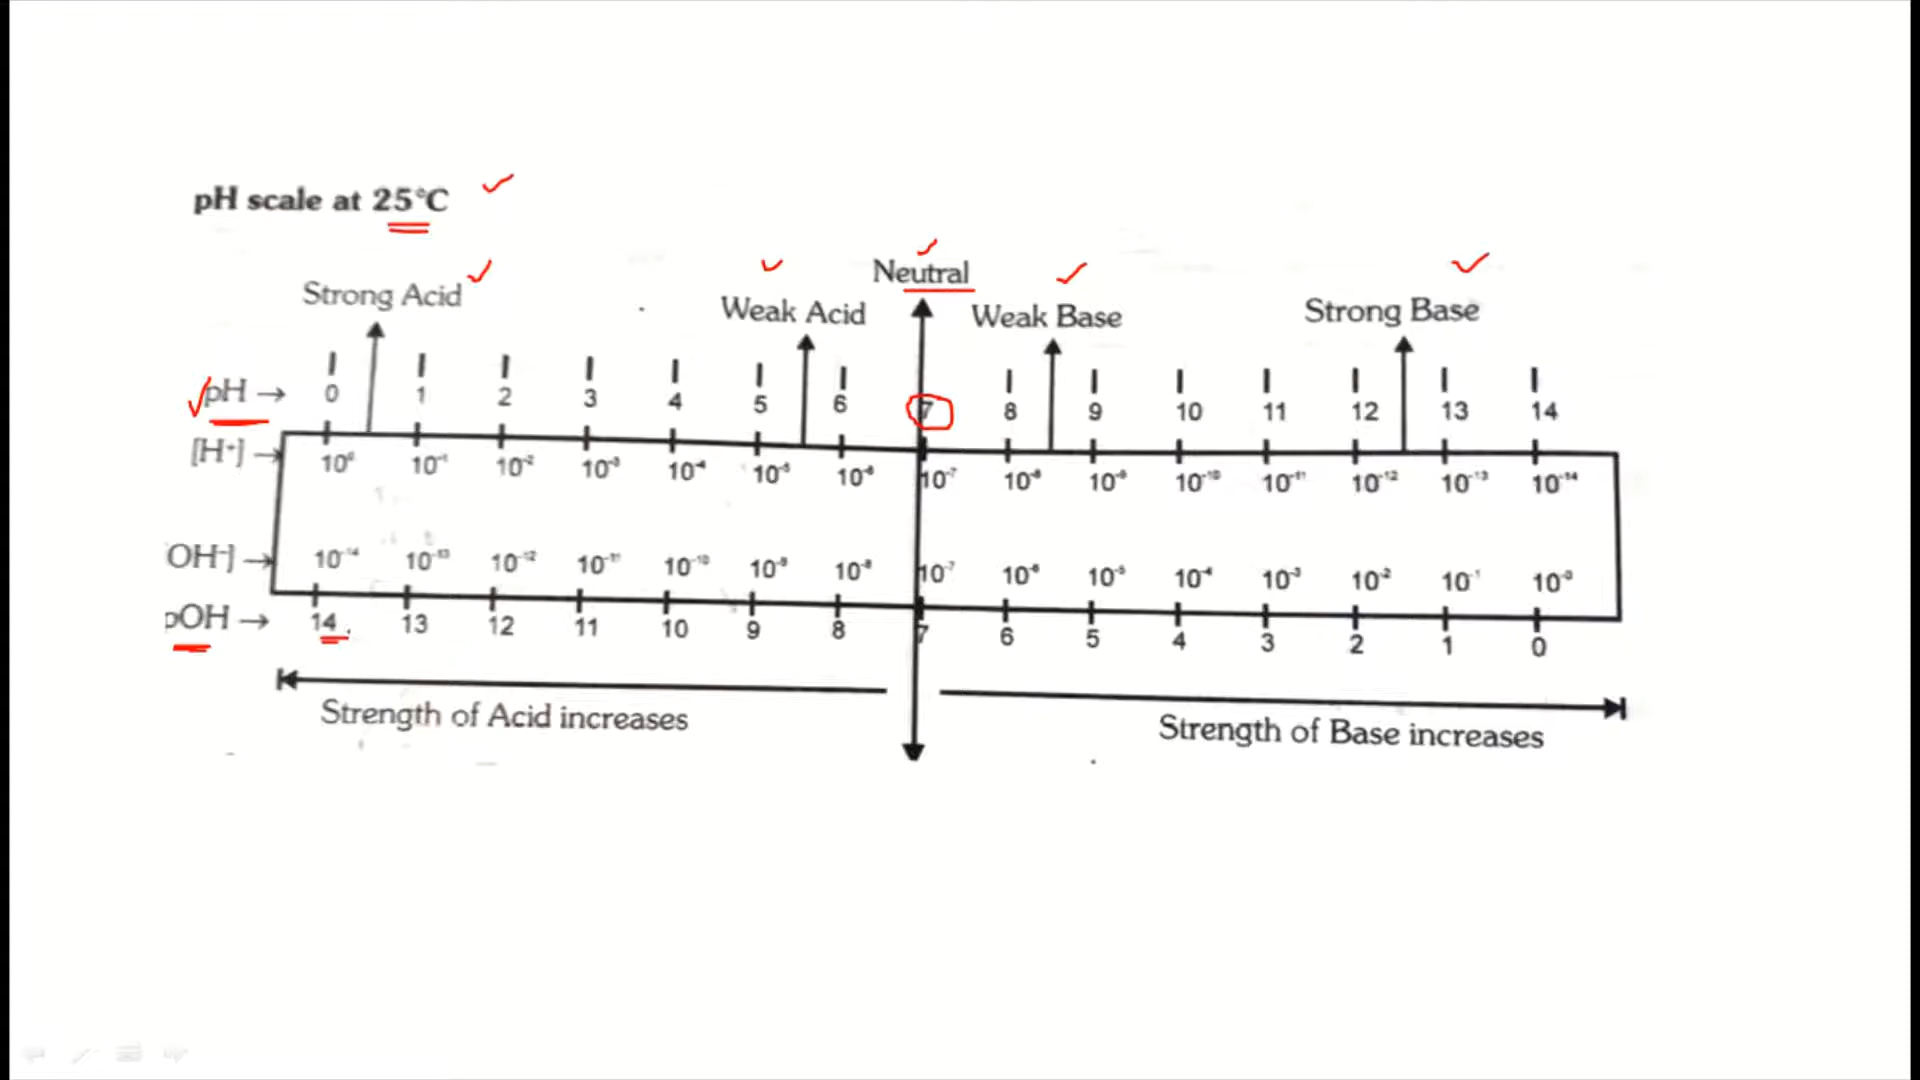 pH scale at 25°C
Neutral
Strong Acid
Weak Acid
Weak Base
Strong Base
pH → 0 1 2 3 4 5 6 7 8 9 10 11 12 13 14
[H⁺] → 10⁰ 10⁻¹ 10⁻² 10⁻³ 10⁻⁴ 10⁻⁵ 10⁻⁶ 10⁻⁷ 10⁻⁸ 10⁻⁹ 10⁻¹⁰ 10⁻¹¹ 10⁻¹² 10⁻¹³ 10⁻¹⁴
OH⁻] → 10⁻¹⁴ 10⁻¹³ 10⁻¹² 10⁻¹¹ 10⁻¹⁰ 10⁻⁹ 10⁻⁸ 10⁻⁷ 10⁻⁶ 10⁻⁵ 10⁻⁴ 10⁻³ 10⁻² 10⁻¹ 10⁻⁰
pOH → 14 13 12 11 10 9 8 7 6 5 4 3 2 1 0
Strength of Acid increases
Strength of Base increases